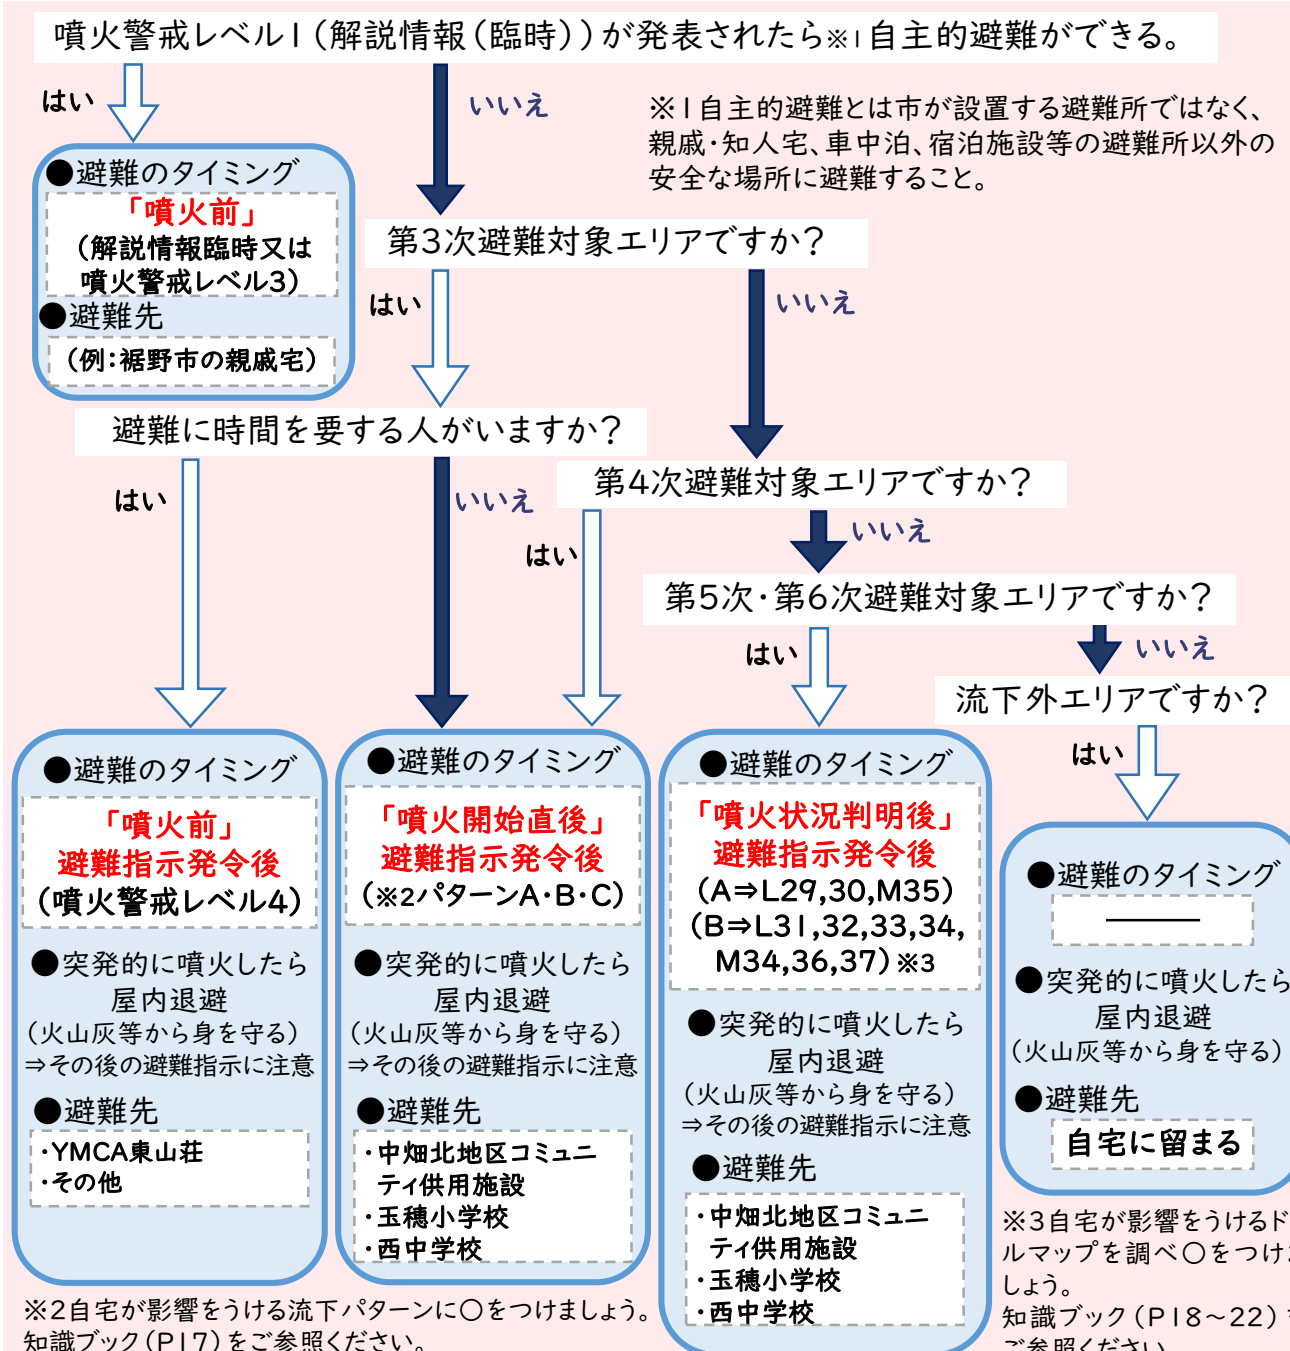 噴火警戒レベル1(解説情報(臨時))が発表されたら※1自主的避難ができる。
はい
いいえ
※1自主的避難とは市が設置する避難所ではなく、
親戚・知人宅、車中泊、宿泊施設等の避難所以外の
安全な場所に避難すること。
●避難のタイミング
「噴火前」
(解説情報臨時又は
噴火警戒レベル3)
●避難先
(例:裾野市の親戚宅)
第3次避難対象エリアですか?
はい
いいえ
避難に時間を要する人がいますか?
はい
いいえ
第4次避難対象エリアですか?
はい
いいえ
第5次・第6次避難対象エリアですか?
はい
いいえ
流下外エリアですか?
はい
●避難のタイミング
「噴火前」
避難指示発令後
(噴火警戒レベル4)
●突発的に噴火したら
屋内退避
(火山灰等から身を守る)
⇒その後の避難指示に注意
●避難先
・YMCA東山荘
・その他
●避難のタイミング
「噴火開始直後」
避難指示発令後
(※2パターンA・B・C)
●突発的に噴火したら
屋内退避
(火山灰等から身を守る)
⇒その後の避難指示に注意
●避難先
・中畑北地区コミュニ
ティ供用施設
・玉穂小学校
・西中学校
●避難のタイミング
「噴火状況判明後」
避難指示発令後
(A⇒L29,30,M35)
(B⇒L31,32,33,34,
M34,36,37)※3
●突発的に噴火したら
屋内退避
(火山灰等から身を守る)
⇒その後の避難指示に注意
●避難先
・中畑北地区コミュニ
ティ供用施設
・玉穂小学校
・西中学校
●避難のタイミング
―――
●突発的に噴火したら
屋内退避
(火山灰等から身を守る)
●避難先
自宅に留まる
※2自宅が影響をうける流下パターンに○をつけましょう。
知識ブック(P17)をご参照ください。
※3自宅が影響をうけるド
ルマップを調べ○をつけま
しょう。
知識ブック(P18~22)
ご参照ください